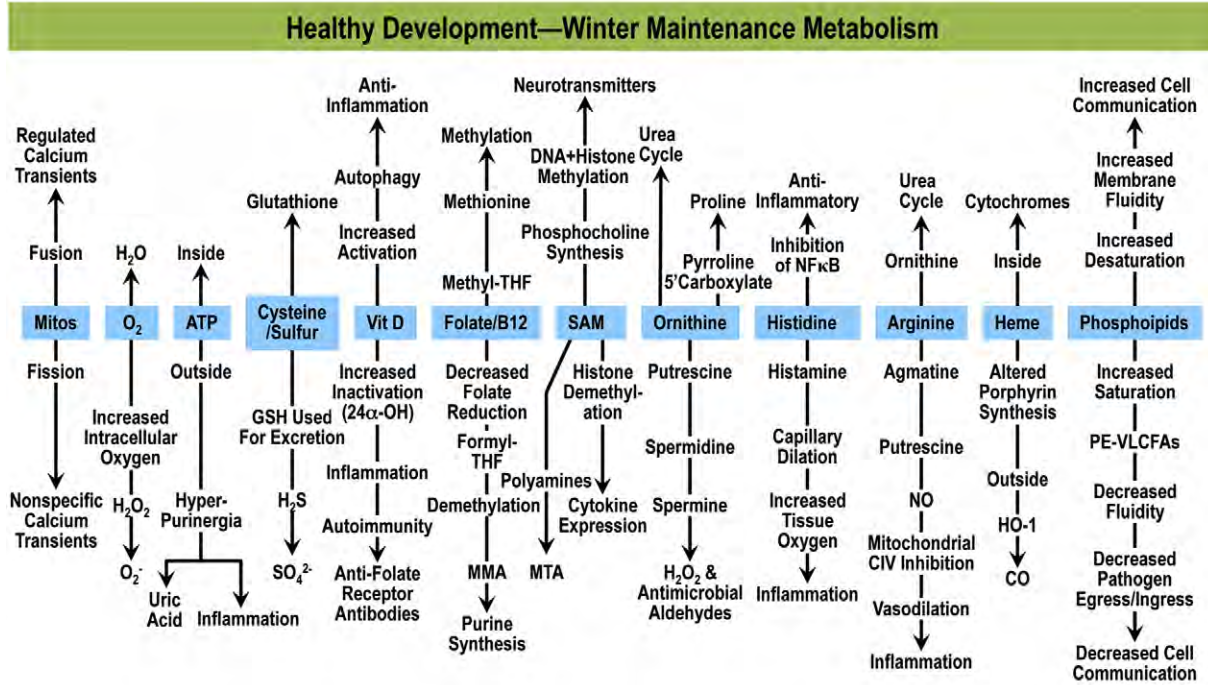 Healthy Development—Winter Maintenance Metabolism
Regulated
Calcium
Transients
Fusion
Mitos
Fission
Nonspecific
Calcium
Transients
H₂O
O₂
Increased
Intracellular
Oxygen
H₂O₂
O₂⁻
Inside
ATP
Outside
Hyper-
Purinergia
Uric
Acid
Inflammation
Glutathione
Cysteine
/Sulfur
GSH Used
For Excretion
H₂S
SO₄²⁻
Anti-
Inflammation
Autophagy
Increased
Activation
Vit D
Increased
Inactivation
(24α-OH)
Inflammation
Autoimmunity
Anti-Folate
Receptor
Antibodies
Methylation
Methionine
Methyl-THF
Folate/B12
Decreased
Folate
Reduction
Formyl-
THF
Demethylation
MMA
Purine
Synthesis
Neurotransmitters
DNA+Histone
Methylation
Phosphocholine
Synthesis
SAM
Histone
Demethyl-
ation
Polyamines
Cytokine
Expression
MTA
Urea
Cycle
Proline
Pyrroline
5'Carboxylate
Ornithine
Putrescine
Spermidine
Spermine
H₂O₂ &
Antimicrobial
Aldehydes
Anti-
Inflammatory
Inhibition
of NFκB
Histidine
Histamine
Capillary
Dilation
Increased
Tissue
Oxygen
Inflammation
Urea
Cycle
Ornithine
Arginine
Agmatine
Putrescine
NO
Mitochondrial
CIV Inhibition
Vasodilation
Inflammation
Cytochromes
Inside
Heme
Altered
Porphyrin
Synthesis
Outside
HO-1
CO
Increased Cell
Communication
Increased
Membrane
Fluidity
Increased
Desaturation
Phosphoipids
Increased
Saturation
PE-VLCFAs
Decreased
Fluidity
Decreased
Pathogen
Egress/Ingress
Decreased Cell
Communication